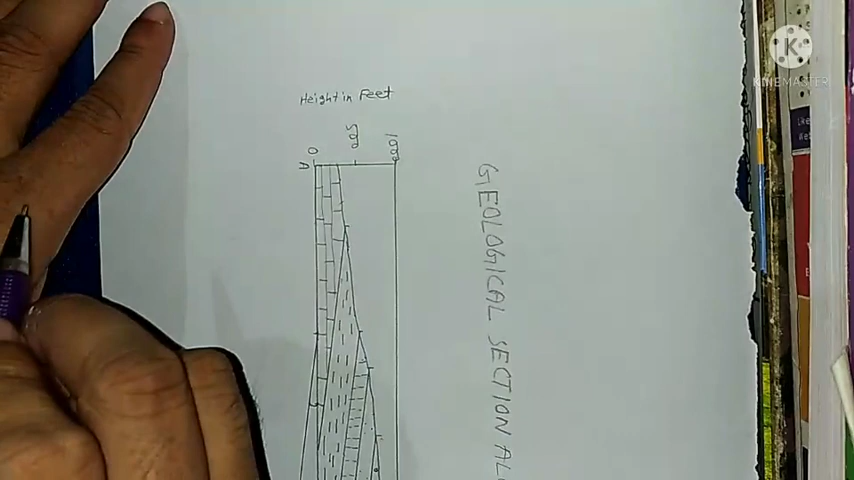 GEOLOGICAL SECTION AL
1000
500
0
A
Height in Feet
KINEMASTER
K